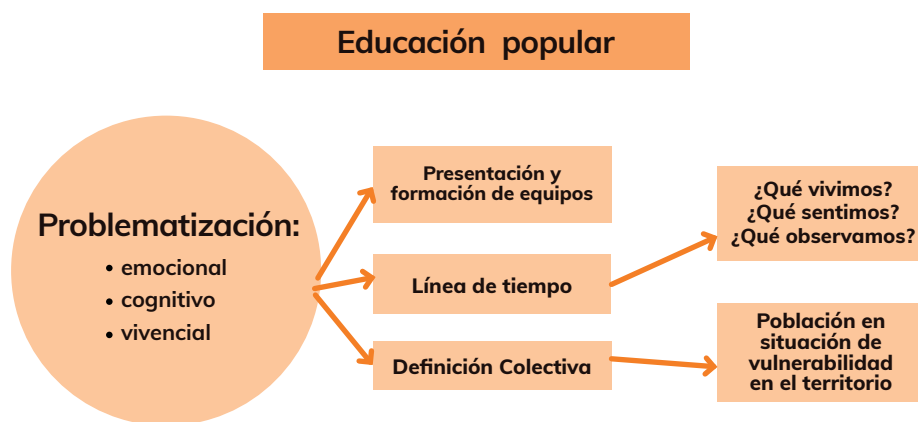 Educación popular
Problematización:
• emocional
• cognitivo
• vivencial
Presentación y
formación de equipos
Línea de tiempo
Definición Colectiva
¿Qué vivimos?
¿Qué sentimos?
¿Qué observamos?
Población en
situación de
vulnerabilidad
en el territorio